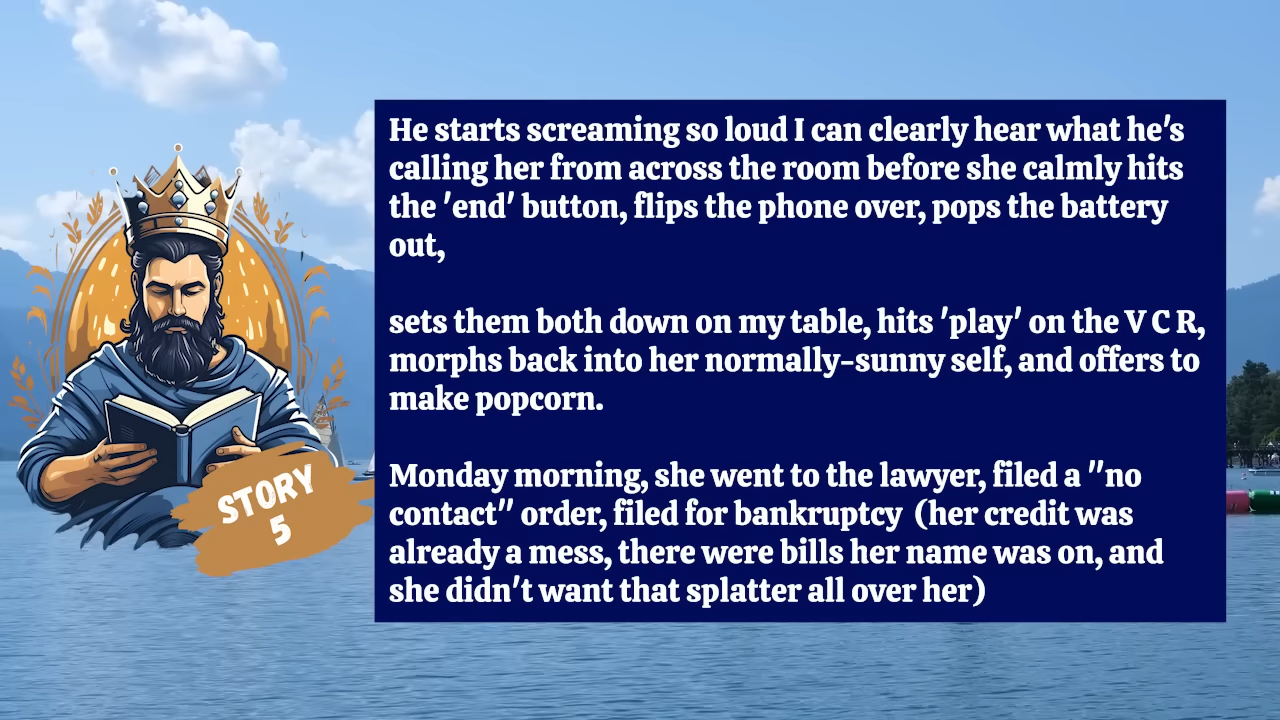 He starts screaming so loud I can clearly hear what he's
calling her from across the room before she calmly hits
the 'end' button, flips the phone over, pops the battery
out,
sets them both down on my table, hits 'play' on the V C R,
morphs back into her normally-sunny self, and offers to
make popcorn.
Monday morning, she went to the lawyer, filed a "no
contact" order, filed for bankruptcy (her credit was
already a mess, there were bills her name was on, and
she didn't want that splatter all over her)
STORY
5